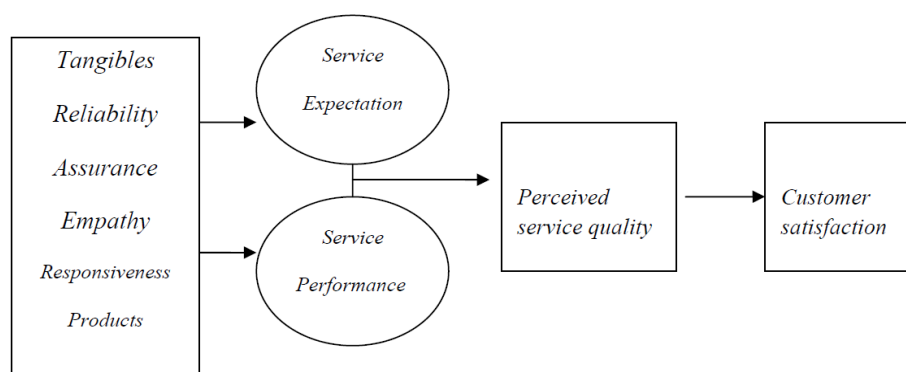 Tangibles
Reliability
Assurance
Empathy
Responsiveness
Products
Service
Expectation
Service
Performance
Perceived
service quality
Customer
satisfaction